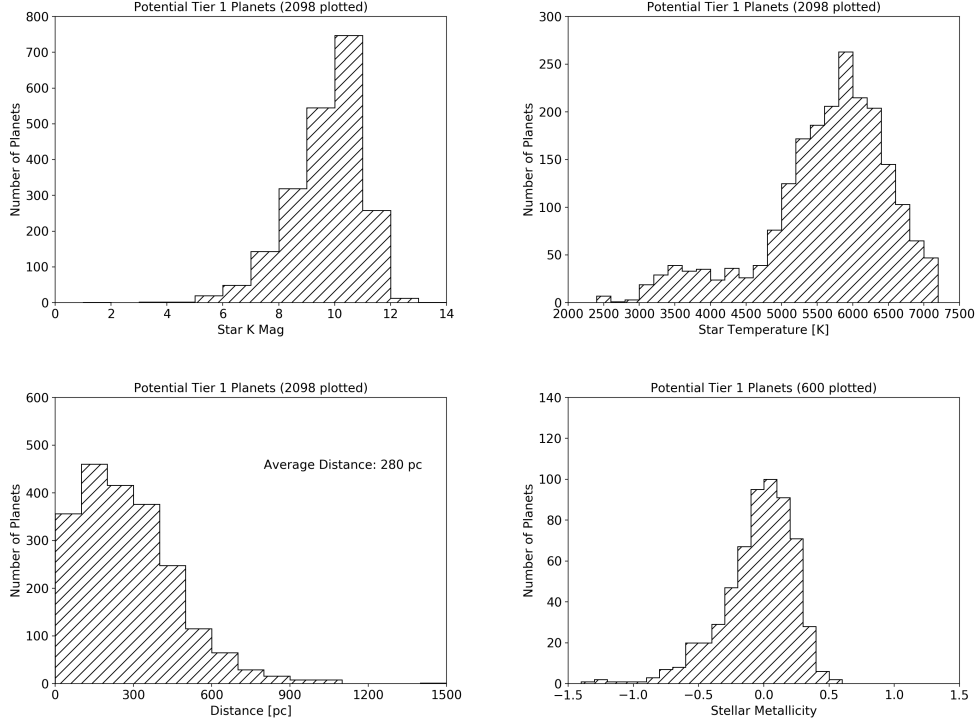 Potential Tier 1 Planets (2098 plotted)
800
700
600
500
400
300
200
100
0
Number of Planets
0 2 4 6 8 10 12 14
Star K Mag
Potential Tier 1 Planets (2098 plotted)
300
250
200
150
100
50
0
Number of Planets
2000 2500 3000 3500 4000 4500 5000 5500 6000 6500 7000 7500
Star Temperature [K]
Potential Tier 1 Planets (2098 plotted)
600
500
400
300
200
100
0
Number of Planets
Average Distance: 280 pc
0 300 600 900 1200 1500
Distance [pc]
Potential Tier 1 Planets (600 plotted)
140
120
100
80
60
40
20
0
Number of Planets
−1.5 −1.0 −0.5 0.0 0.5 1.0 1.5
Stellar Metallicity